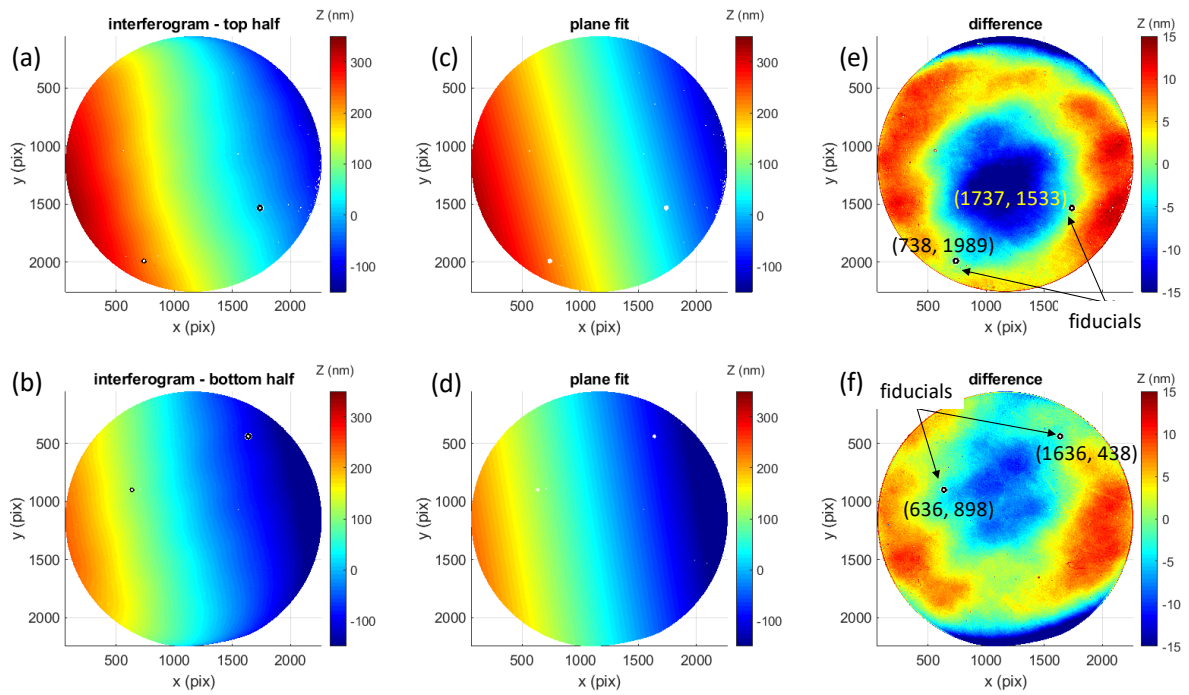 interferogram - top half
Z (nm)
(a)
300
200
100
0
-100
500
1000
1500
2000
y (pix)
500
1000
1500
2000
x (pix)
plane fit
Z (nm)
(c)
300
200
100
0
-100
500
1000
1500
2000
y (pix)
500
1000
1500
2000
x (pix)
difference
Z (nm)
(e)
15
10
5
0
-5
-10
-15
500
1000
1500
2000
y (pix)
(1737, 1533)
(738, 1989)
500
1000
1500
x (pix)
fiducials
interferogram - bottom half
Z (nm)
(b)
300
200
100
0
-100
500
1000
1500
2000
y (pix)
500
1000
1500
2000
x (pix)
plane fit
Z (nm)
(d)
300
200
100
0
-100
500
1000
1500
2000
y (pix)
500
1000
1500
2000
x (pix)
difference
Z (nm)
(f)
fiducials
15
10
5
0
-5
-10
-15
500
1000
1500
2000
y (pix)
(1636, 438)
(636, 898)
500
1000
1500
2000
x (pix)